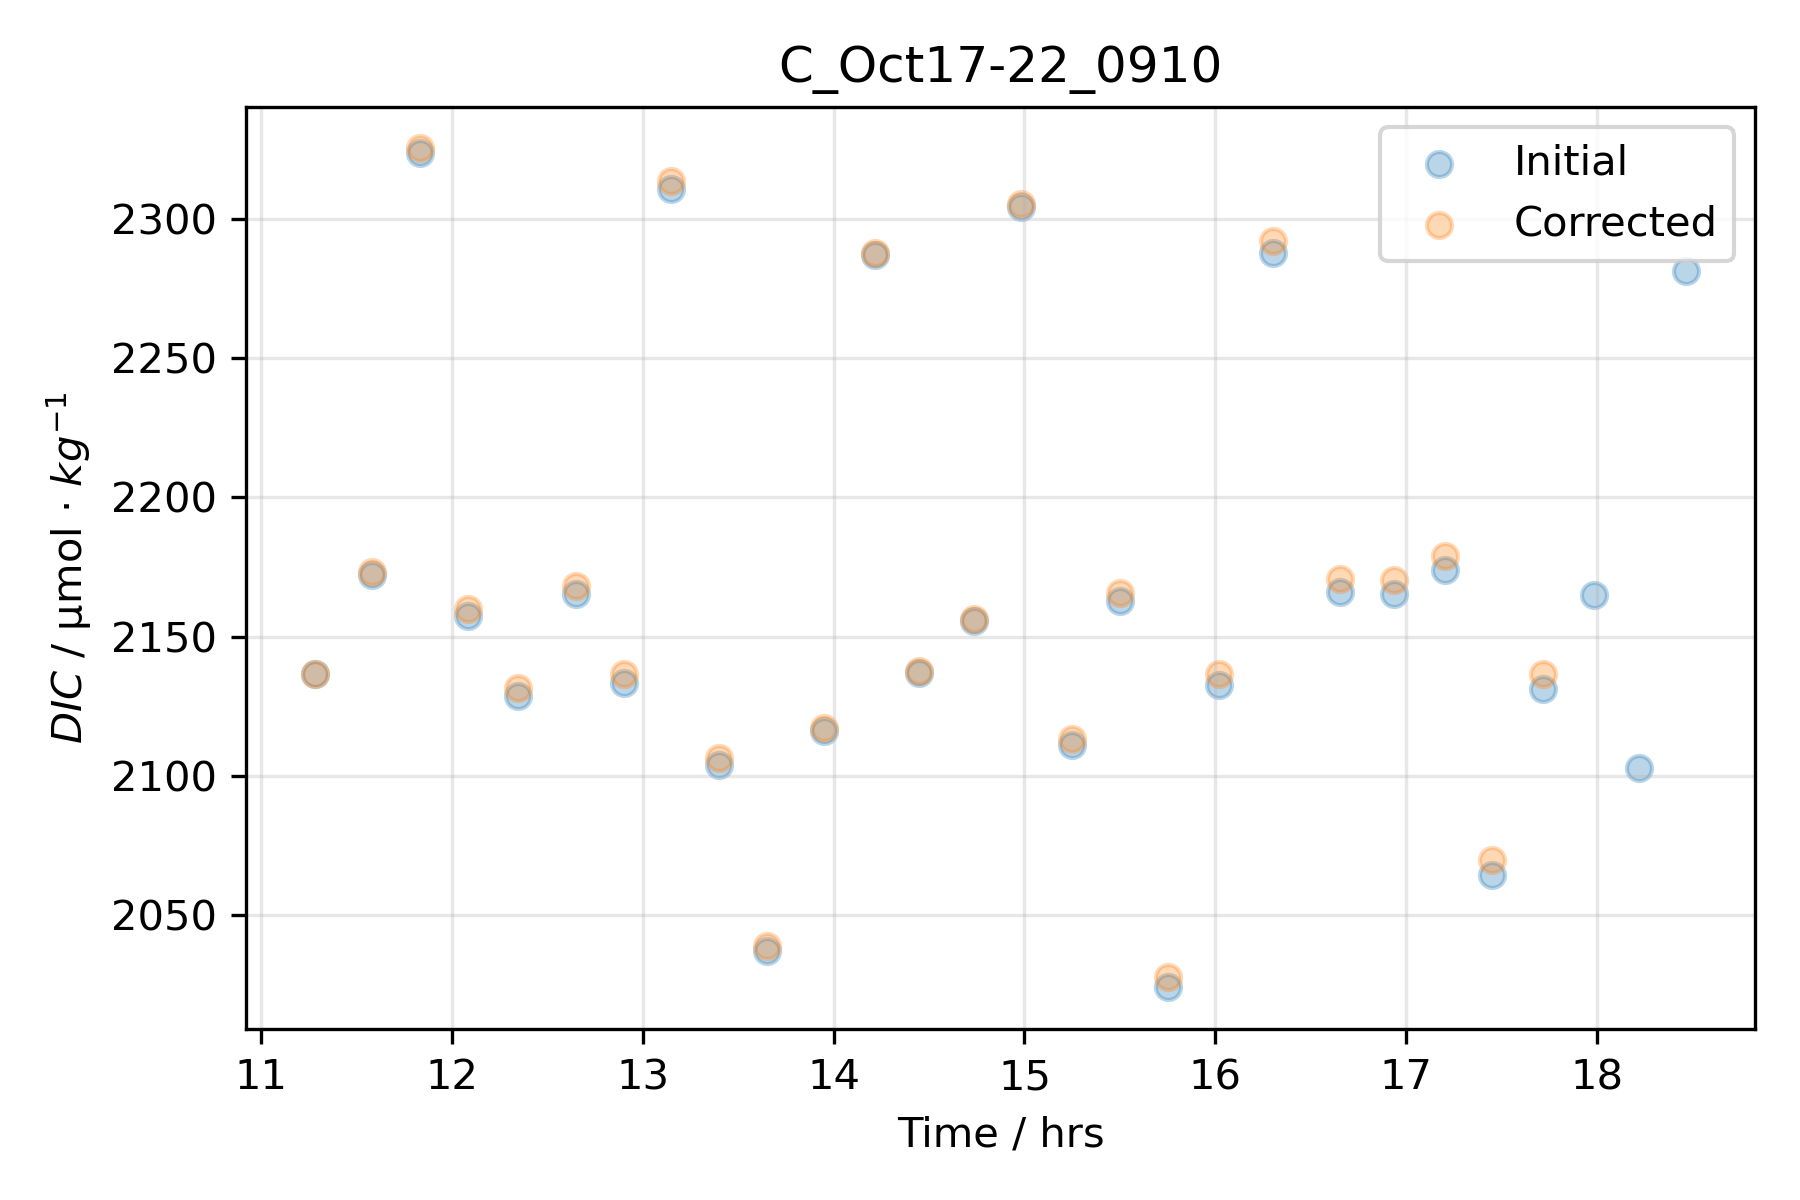 C_Oct17-22_0910
Initial
Corrected
2300
2250
2200
2150
2100
2050
DIC / µmol · kg⁻¹
11 12 13 14 15 16 17 18
Time / hrs